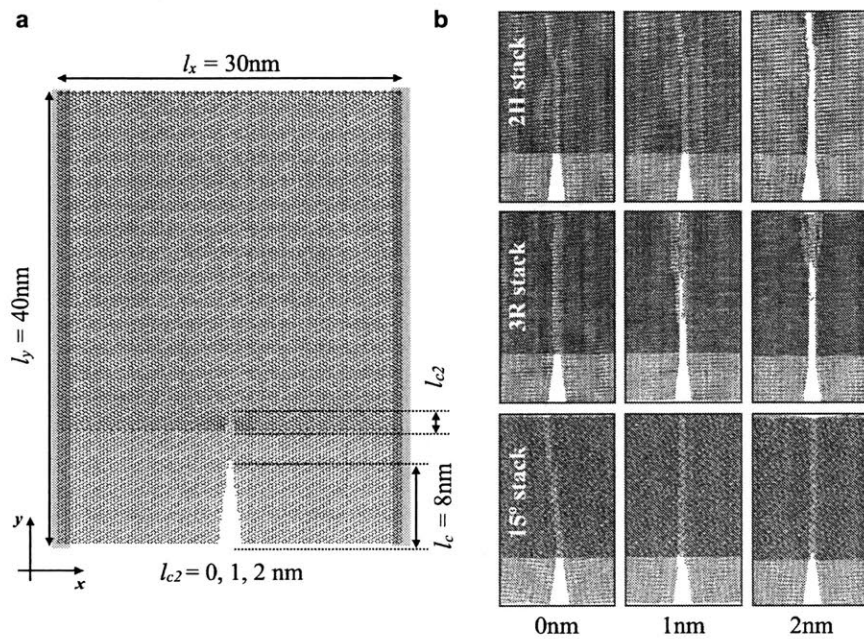 a
l_x = 30nm
l_y = 40nm
l_c2
l_c = 8nm
y
x
l_c2 = 0, 1, 2 nm
b
2H stack
3R stack
15° stack
0nm
1nm
2nm